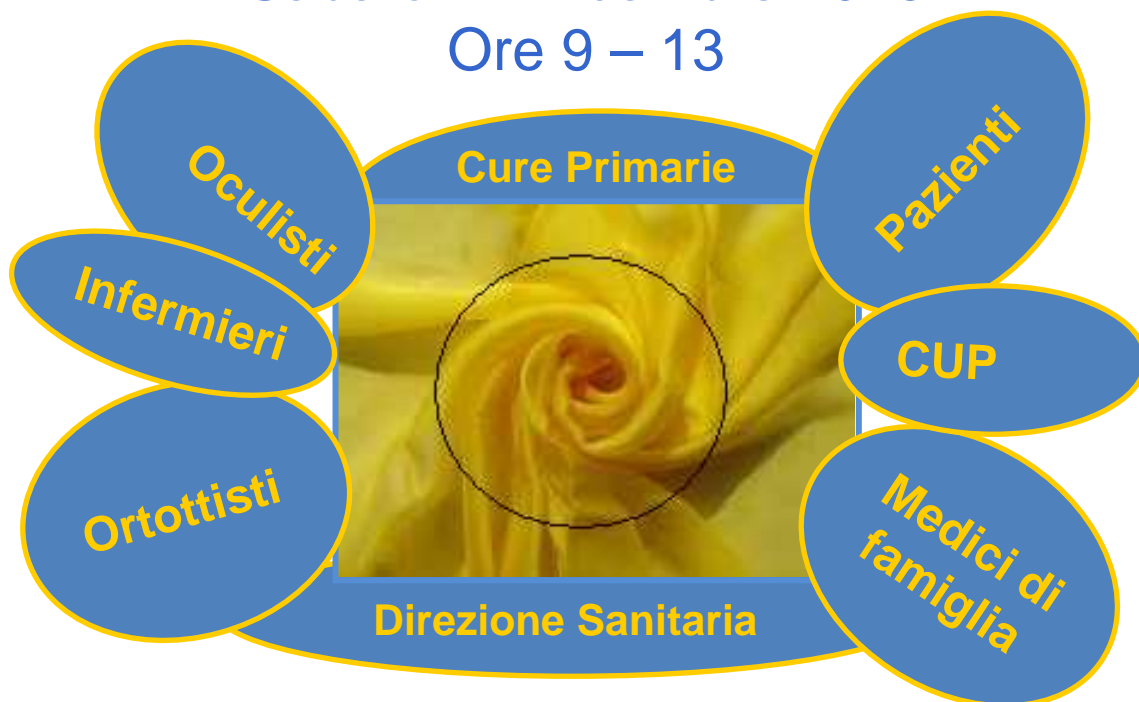 Ore 9 – 13
Cure Primarie
Oculisti
Pazienti
Infermieri
CUP
Ortottisti
Medici di
famiglia
Direzione Sanitaria